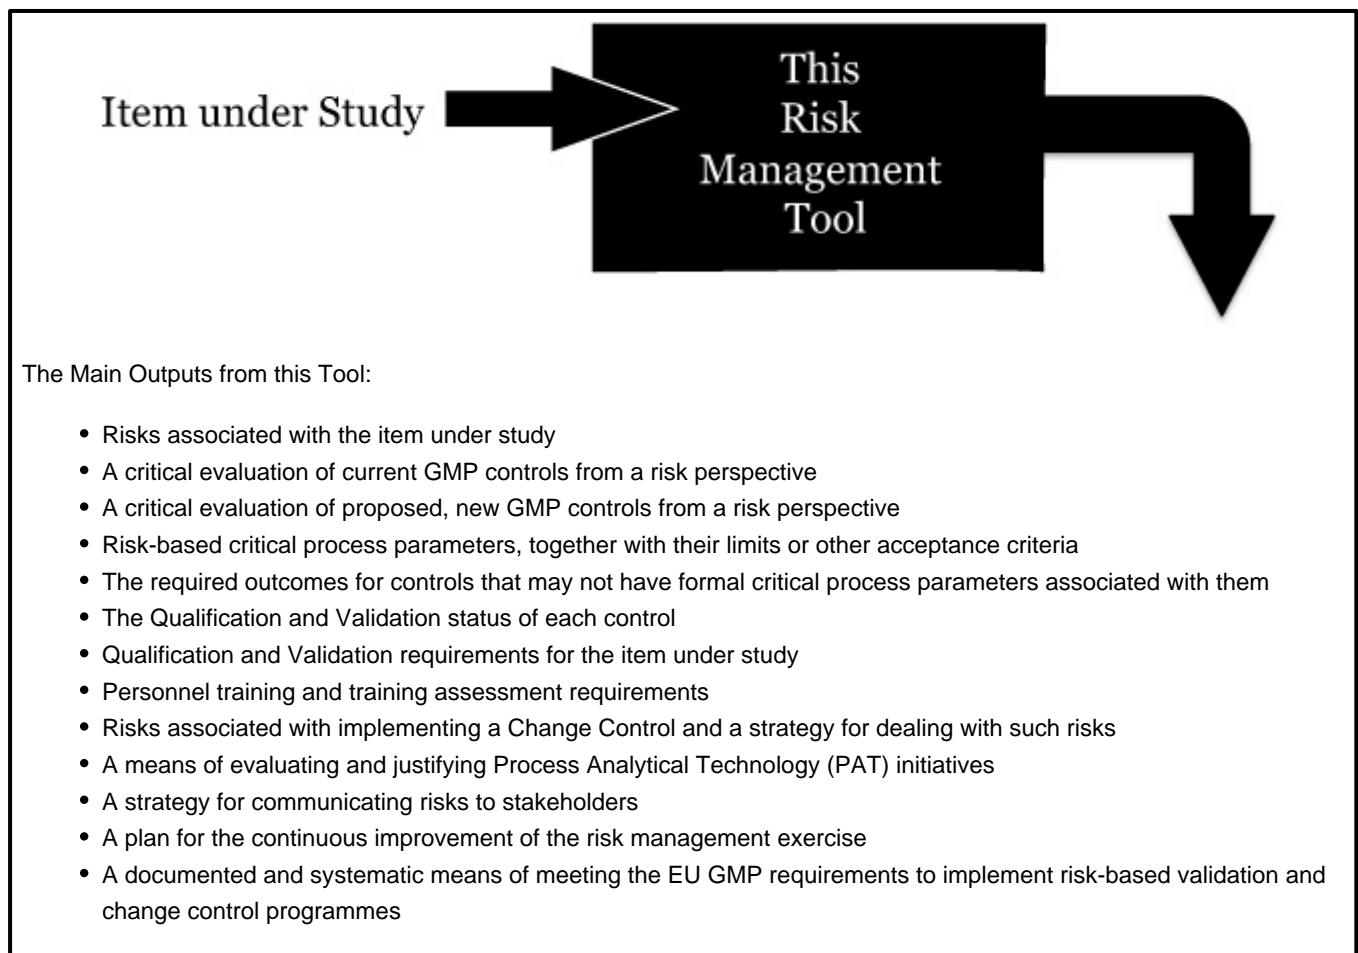 Item under Study
This
Risk
Management
Tool
The Main Outputs from this Tool:
• Risks associated with the item under study
• A critical evaluation of current GMP controls from a risk perspective
• A critical evaluation of proposed, new GMP controls from a risk perspective
• Risk-based critical process parameters, together with their limits or other acceptance criteria
• The required outcomes for controls that may not have formal critical process parameters associated with them
• The Qualification and Validation status of each control
• Qualification and Validation requirements for the item under study
• Personnel training and training assessment requirements
• Risks associated with implementing a Change Control and a strategy for dealing with such risks
• A means of evaluating and justifying Process Analytical Technology (PAT) initiatives
• A strategy for communicating risks to stakeholders
• A plan for the continuous improvement of the risk management exercise
• A documented and systematic means of meeting the EU GMP requirements to implement risk-based validation and
change control programmes